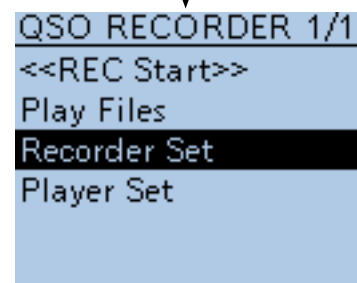 QSO RECORDER 1/1
<<REC Start>>
Play Files
Recorder Set
Player Set